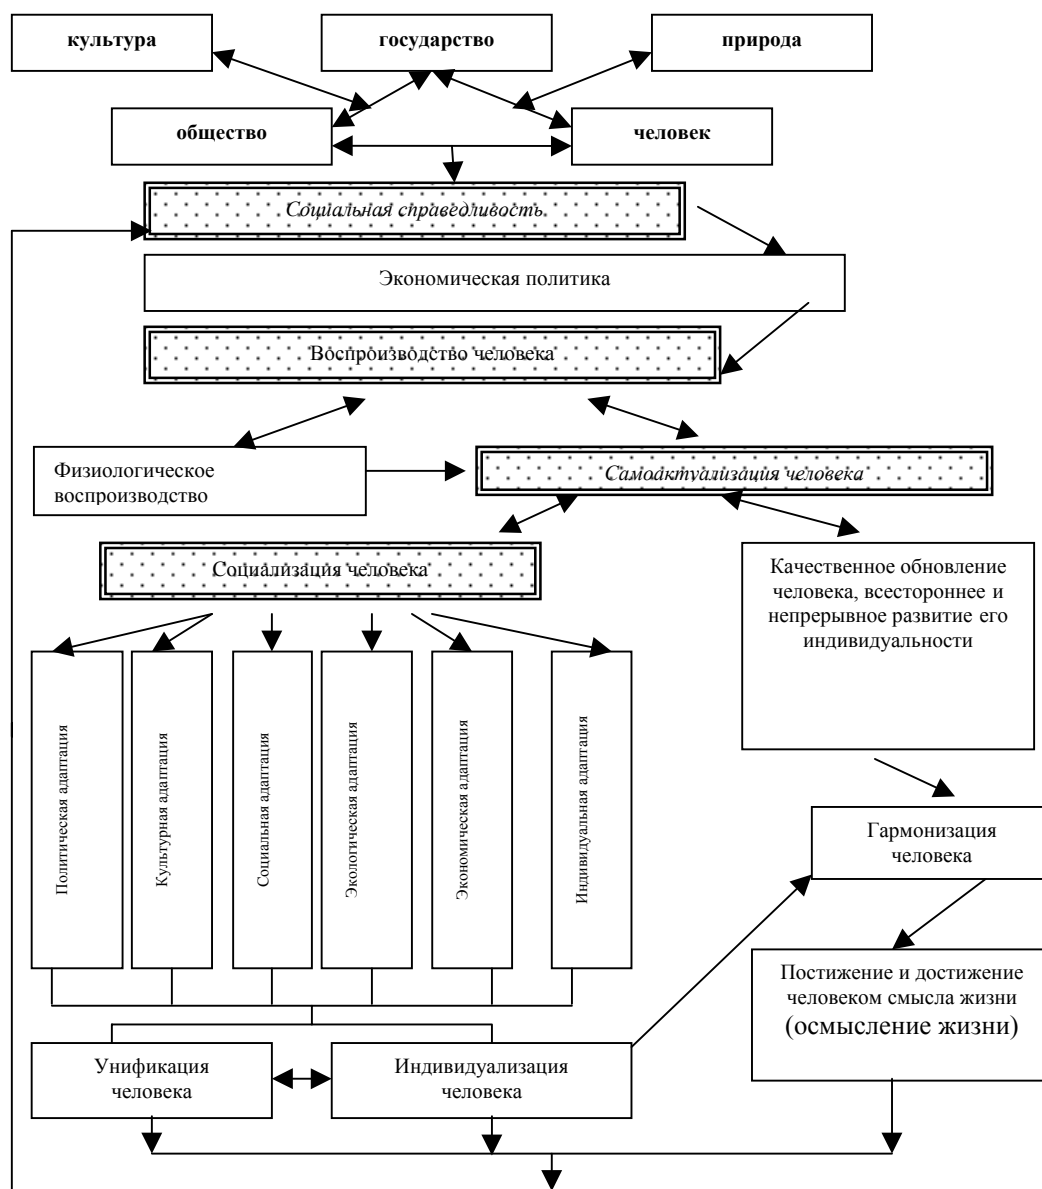 культура
государство
природа
общество
человек
Социальная справедливость
Экономическая политика
Воспроизводство человека
Физиологическое
воспроизводство
Самоактуализация человека
Социализация человека
Качественное обновление
человека, всестороннее и
непрерывное развитие его
индивидуальности
Политическая адаптация
Культурная адаптация
Социальная адаптация
Экологическая адаптация
Экономическая адаптация
Индивидуальная адаптация
Гармонизация
человека
Постижение и достижение
человеком смысла жизни
(осмысление жизни)
Унификация
человека
Индивидуализация
человека